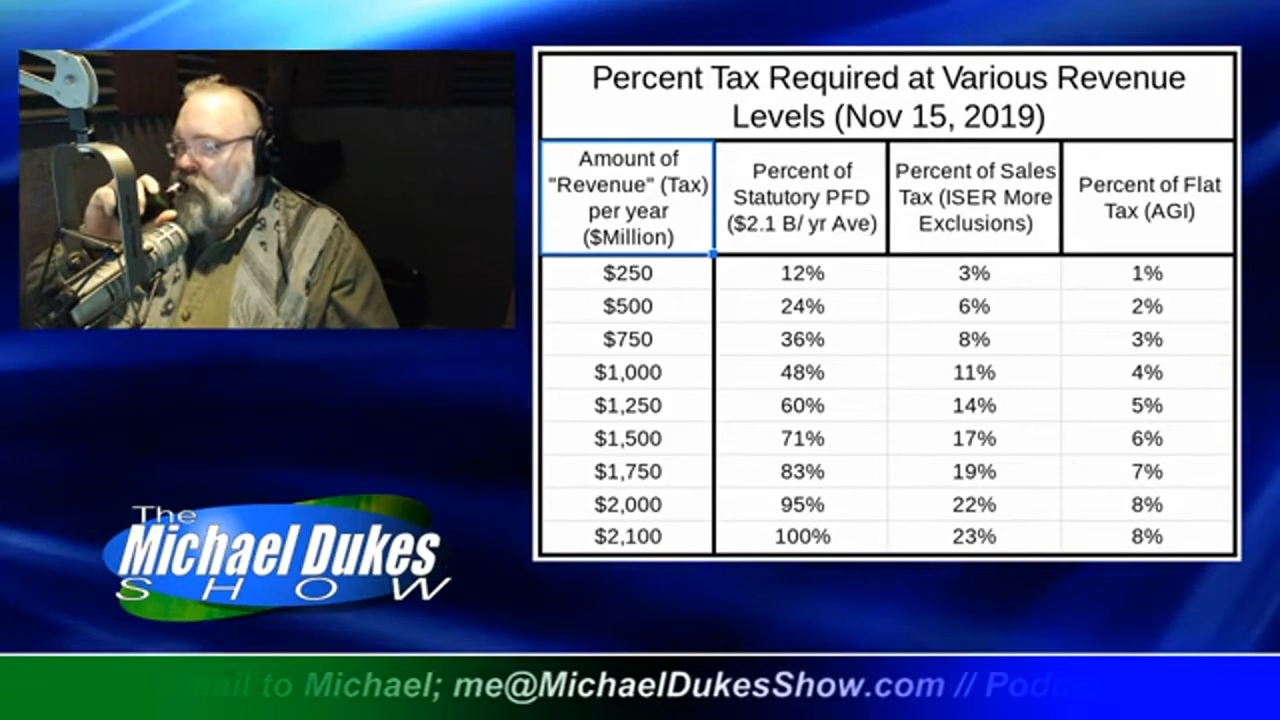 Percent Tax Required at Various Revenue
Levels (Nov 15, 2019)
Amount of
"Revenue" (Tax)
per year
($Million)
Percent of
Statutory PFD
($2.1 B/ yr Ave)
Percent of Sales
Tax (ISER More
Exclusions)
Percent of Flat
Tax (AGI)
$250 12% 3% 1%
$500 24% 6% 2%
$750 36% 8% 3%
$1,000 48% 11% 4%
$1,250 60% 14% 5%
$1,500 71% 17% 6%
$1,750 83% 19% 7%
$2,000 95% 22% 8%
$2,100 100% 23% 8%
The
Michael Dukes
SHOW
to Michael; me@MichaelDukesShow.com //